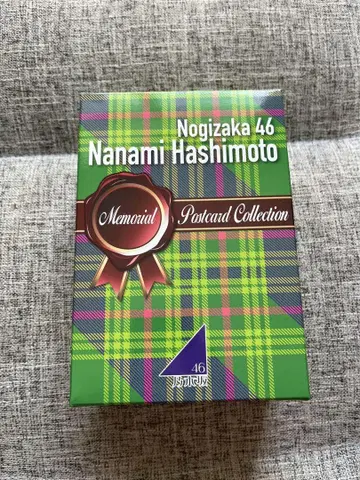 Nogizaka 46
Nanami Hashimoto
Memorial Postcard Collection
46